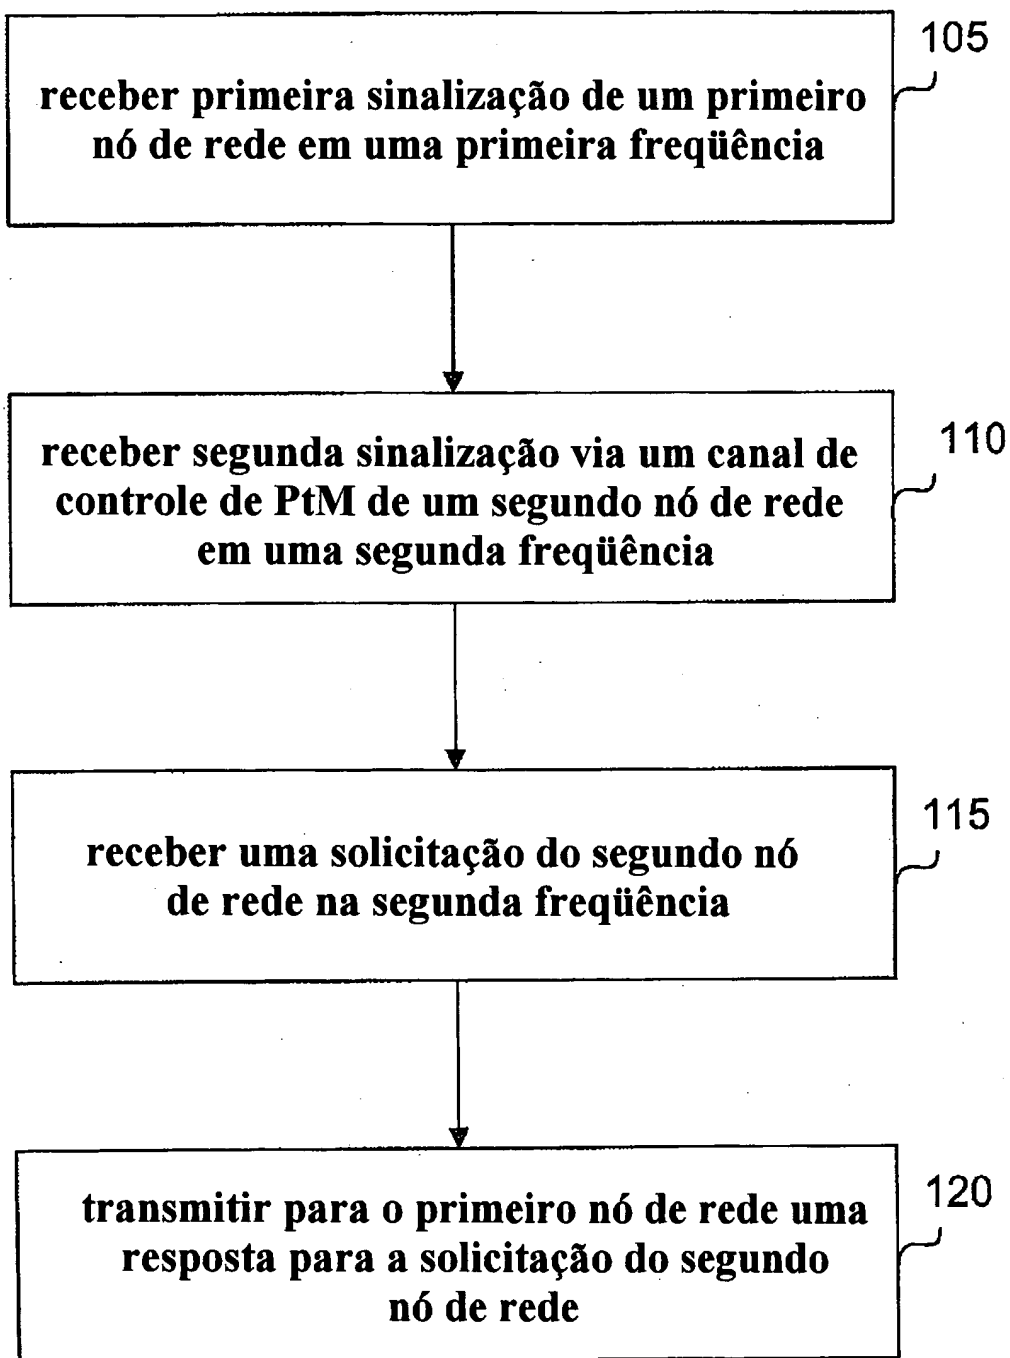 105
receber primeira sinalização de um primeiro
nó de rede em uma primeira freqüência
110
receber segunda sinalização via um canal de
controle de PtM de um segundo nó de rede
em uma segunda freqüência
115
receber uma solicitação do segundo nó
de rede na segunda freqüência
120
transmitir para o primeiro nó de rede uma
resposta para a solicitação do segundo
nó de rede